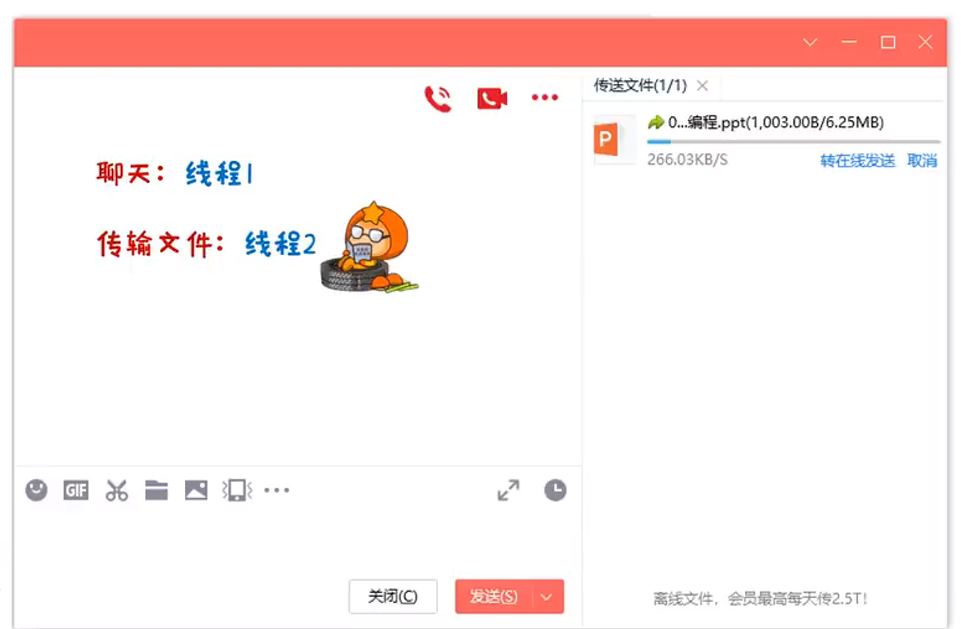 传送文件(1/1)
0...编程.ppt(1,003.00B/6.25MB)
266.03KB/S 转在线发送 取消
聊天：线程1
传输文件：线程2
GIF
关闭(C) 发送(S)
离线文件，会员最高每天传2.5T!